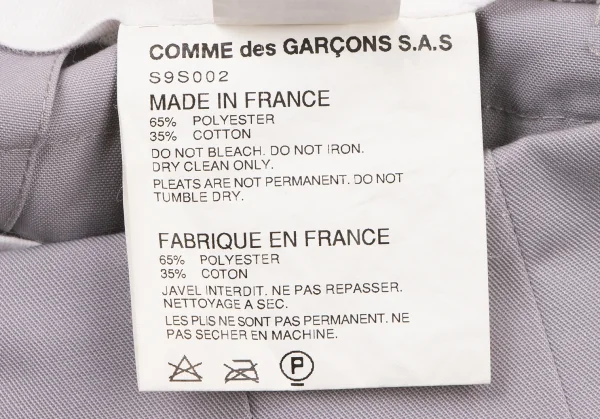 COMME des GARÇONS S.A.S
S9S002
MADE IN FRANCE
65% POLYESTER
35% COTTON
DO NOT BLEACH. DO NOT IRON.
DRY CLEAN ONLY.
PLEATS ARE NOT PERMANENT. DO NOT
TUMBLE DRY.
FABRIQUE EN FRANCE
65% POLYESTER
35% COTON
JAVEL INTERDIT. NE PAS REPASSER.
NETTOYAGE A SEC.
LES PLIS NE SONT PAS PERMANENT. NE
PAS SECHER EN MACHINE.
P